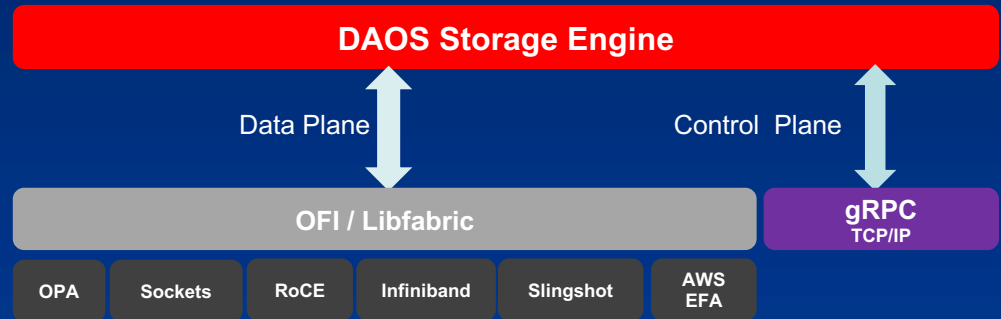 DAOS Storage Engine
Data Plane
Control Plane
OFI / Libfabric
gRPC
TCP/IP
OPA
Sockets
RoCE
Infiniband
Slingshot
AWS
EFA